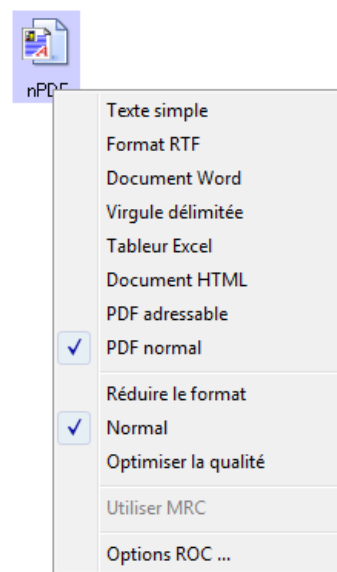 nPDF
Texte simple
Format RTF
Document Word
Virgule délimitée
Tableur Excel
Document HTML
PDF adressable
PDF normal
Réduire le format
Normal
Optimiser la qualité
Utiliser MRC
Options ROC ...